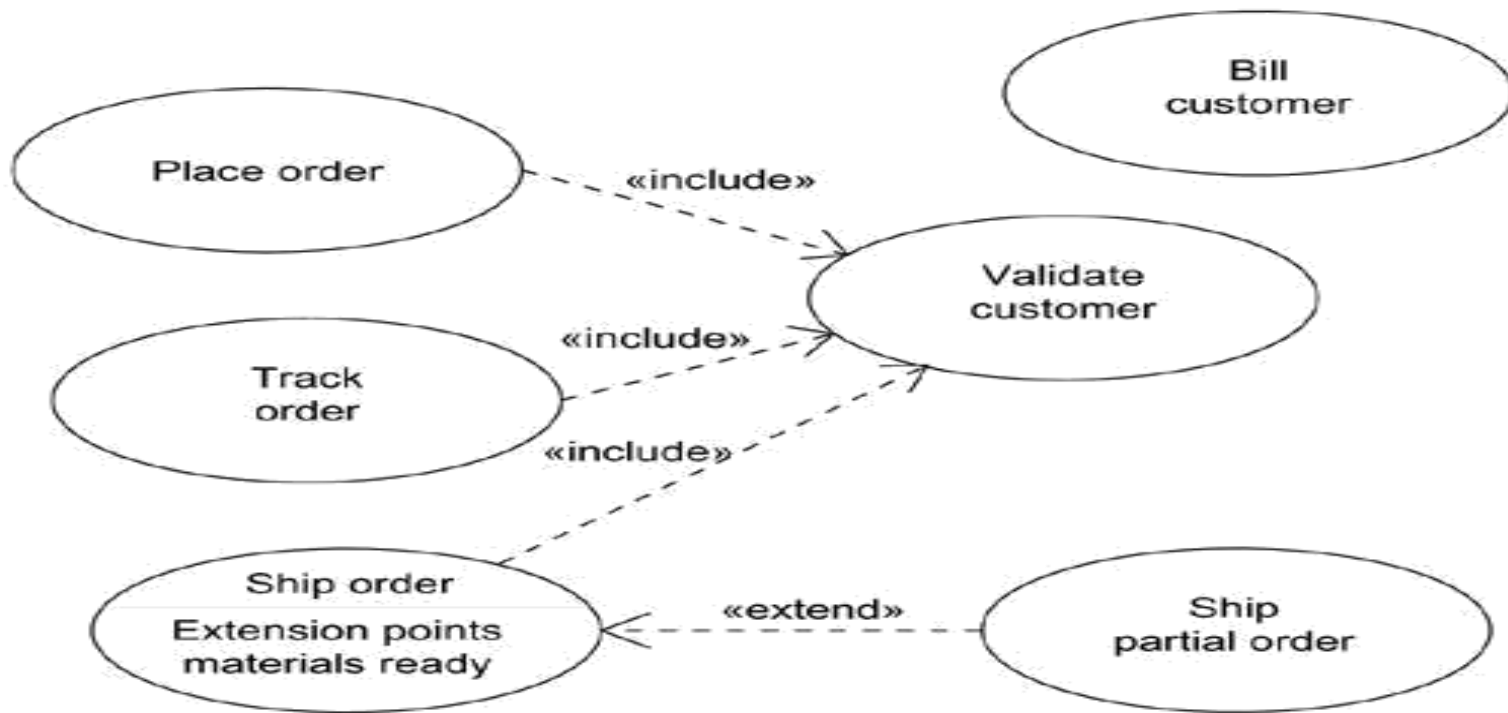 Bill
customer
Place order
«include»
Validate
customer
«include»
Track
order
«include»
Ship order
Extension points
materials ready
«extend»
Ship
partial order